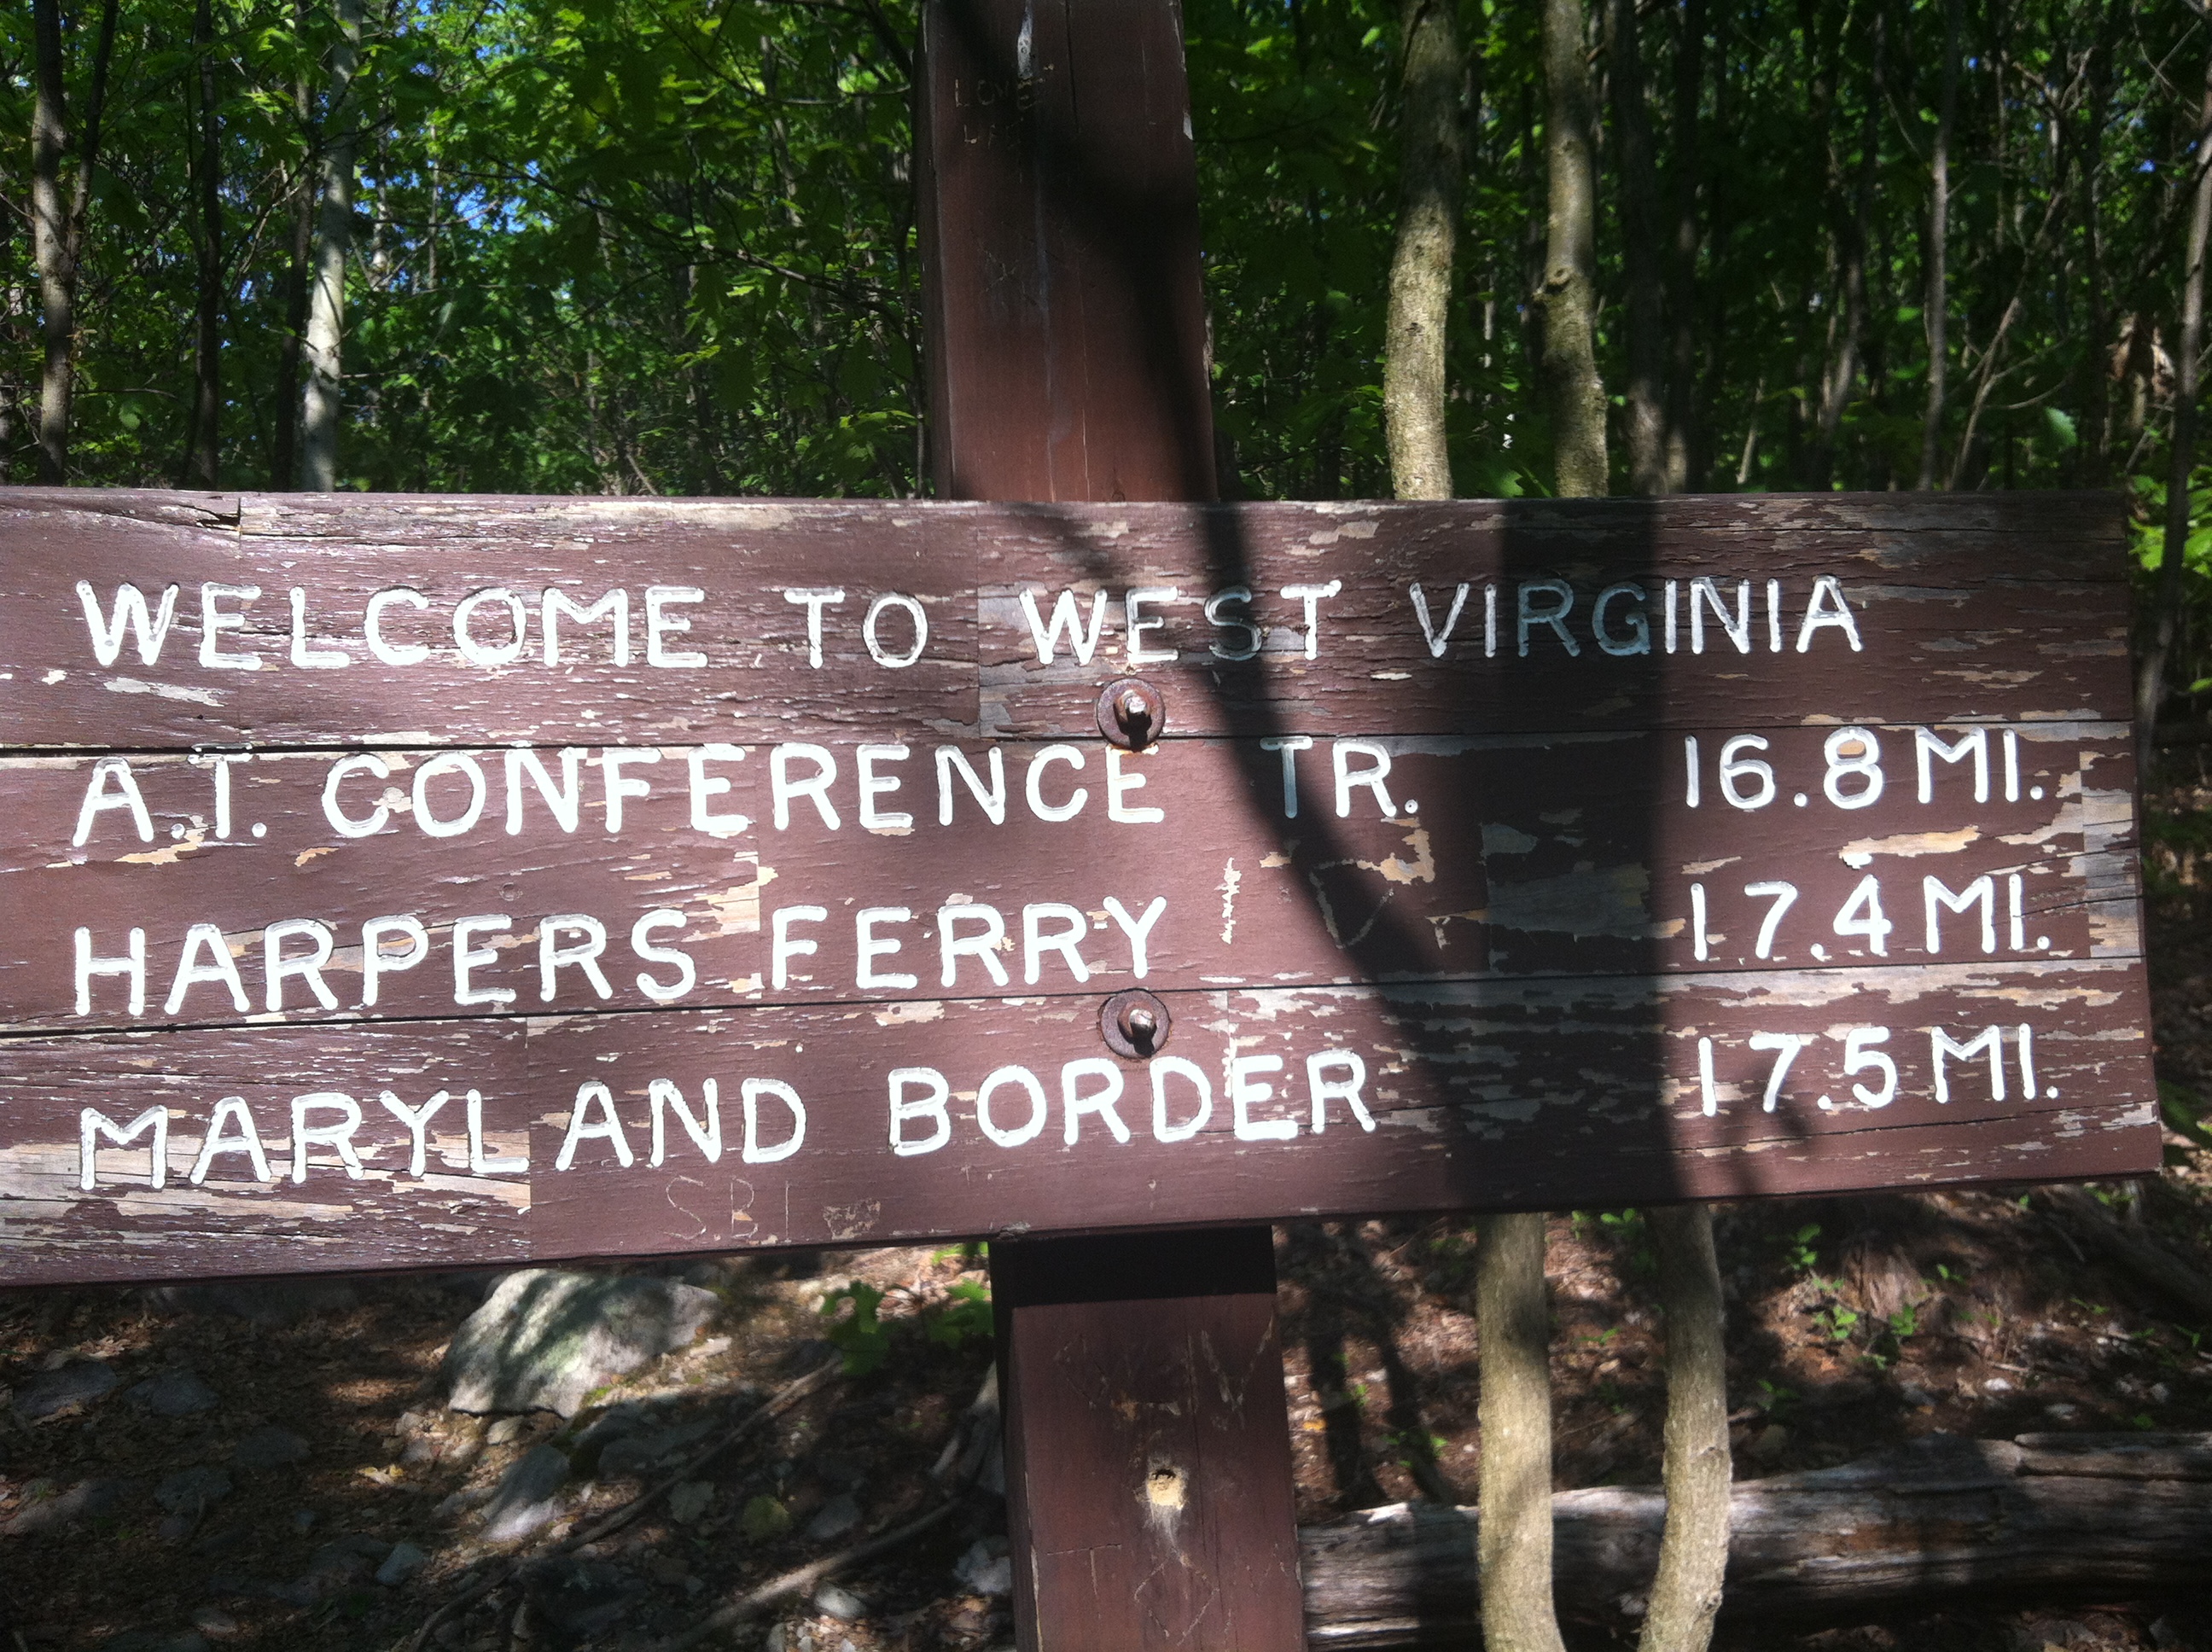 WELCOME TO WEST VIRGINIA
A.T. CONFERENCE TR. 16.8 MI.
HARPERS FERRY 17.4 MI.
MARYLAND BORDER 17.5 MI.